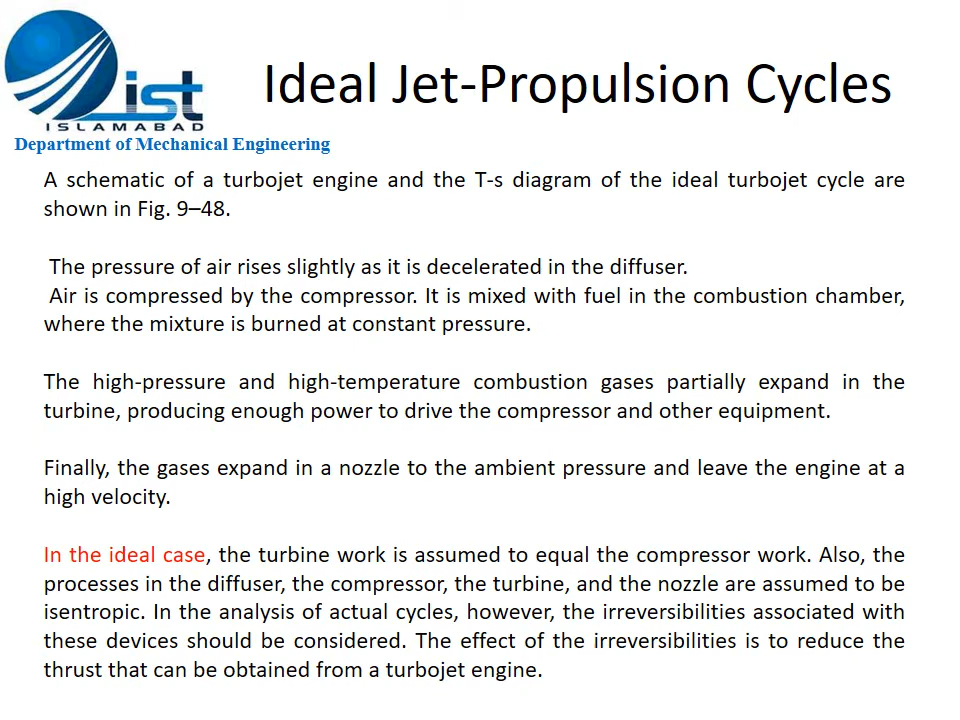 ist
ISLAMABAD
Ideal Jet-Propulsion Cycles
Department of Mechanical Engineering
A schematic of a turbojet engine and the T-s diagram of the ideal turbojet cycle are
shown in Fig. 9–48.
The pressure of air rises slightly as it is decelerated in the diffuser.
Air is compressed by the compressor. It is mixed with fuel in the combustion chamber,
where the mixture is burned at constant pressure.
The high-pressure and high-temperature combustion gases partially expand in the
turbine, producing enough power to drive the compressor and other equipment.
Finally, the gases expand in a nozzle to the ambient pressure and leave the engine at a
high velocity.
In the ideal case, the turbine work is assumed to equal the compressor work. Also, the
processes in the diffuser, the compressor, the turbine, and the nozzle are assumed to be
isentropic. In the analysis of actual cycles, however, the irreversibilities associated with
these devices should be considered. The effect of the irreversibilities is to reduce the
thrust that can be obtained from a turbojet engine.